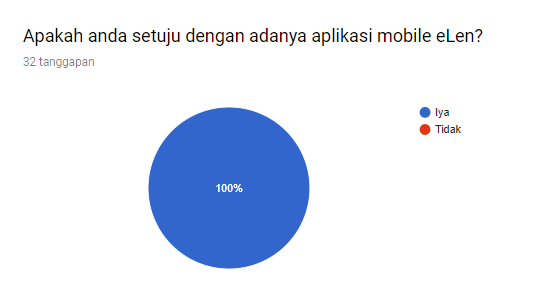 Apakah anda setuju dengan adanya aplikasi mobile eLen?
32 tanggapan
Iya
Tidak
100%